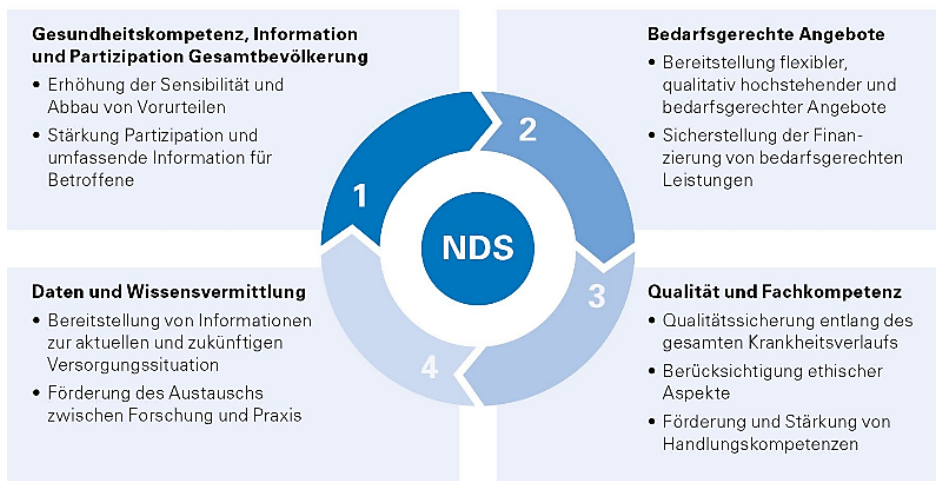 Gesundheitskompetenz, Information
und Partizipation Gesamtbevölkerung
• Erhöhung der Sensibilität und
Abbau von Vorurteilen
• Stärkung Partizipation und
umfassende Information für
Betroffene
Bedarfsgerechte Angebote
• Bereitstellung flexibler,
qualitativ hochstehender und
bedarfsgerechter Angebote
• Sicherstellung der Finan-
zierung von bedarfsgerechten
Leistungen
1
2
NDS
3
4
Daten und Wissensvermittlung
• Bereitstellung von Informationen
zur aktuellen und zukünftigen
Versorgungssituation
• Förderung des Austauschs
zwischen Forschung und Praxis
Qualität und Fachkompetenz
• Qualitätssicherung entlang des
gesamten Krankheitsverlaufs
• Berücksichtigung ethischer
Aspekte
• Förderung und Stärkung von
Handlungskompetenzen